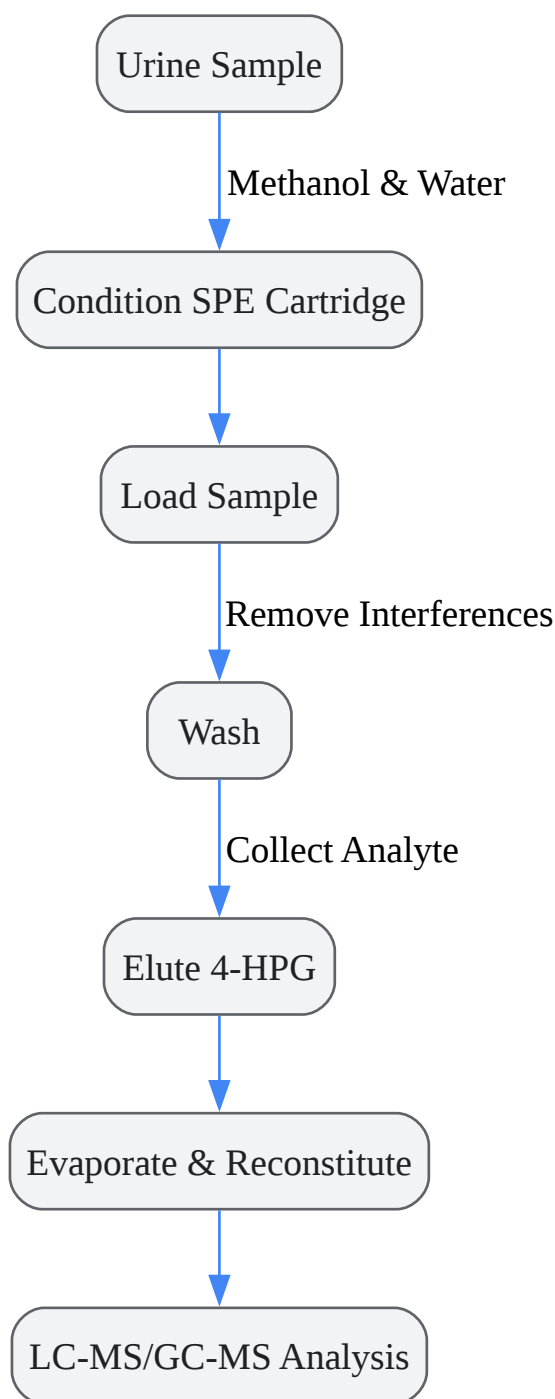 Urine Sample
Methanol & Water
Condition SPE Cartridge
Load Sample
Remove Interferences
Wash
Collect Analyte
Elute 4-HPG
Evaporate & Reconstitute
LC-MS/GC-MS Analysis